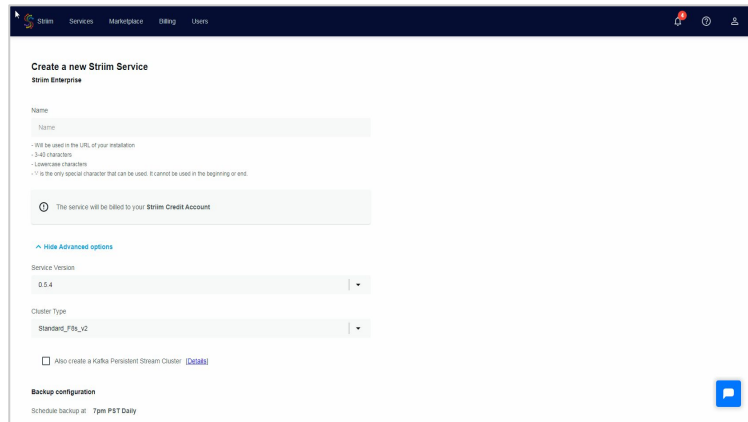 Striim Services Marketplace Billing Users 4
Create a new Striim Service
Striim Enterprise
Name
Name
- Will be used in the URL of your installation
- 3-40 characters
- Lowercase characters
- '-' is the only special character that can be used. It cannot be used in the beginning or end.
The service will be billed to your Striim Credit Account
Hide Advanced options
Service Version
0.5.4
Cluster Type
Standard_F8s_v2
Also create a Kafka Persistent Stream Cluster [Details]
Backup configuration
Schedule backup at 7pm PST Daily